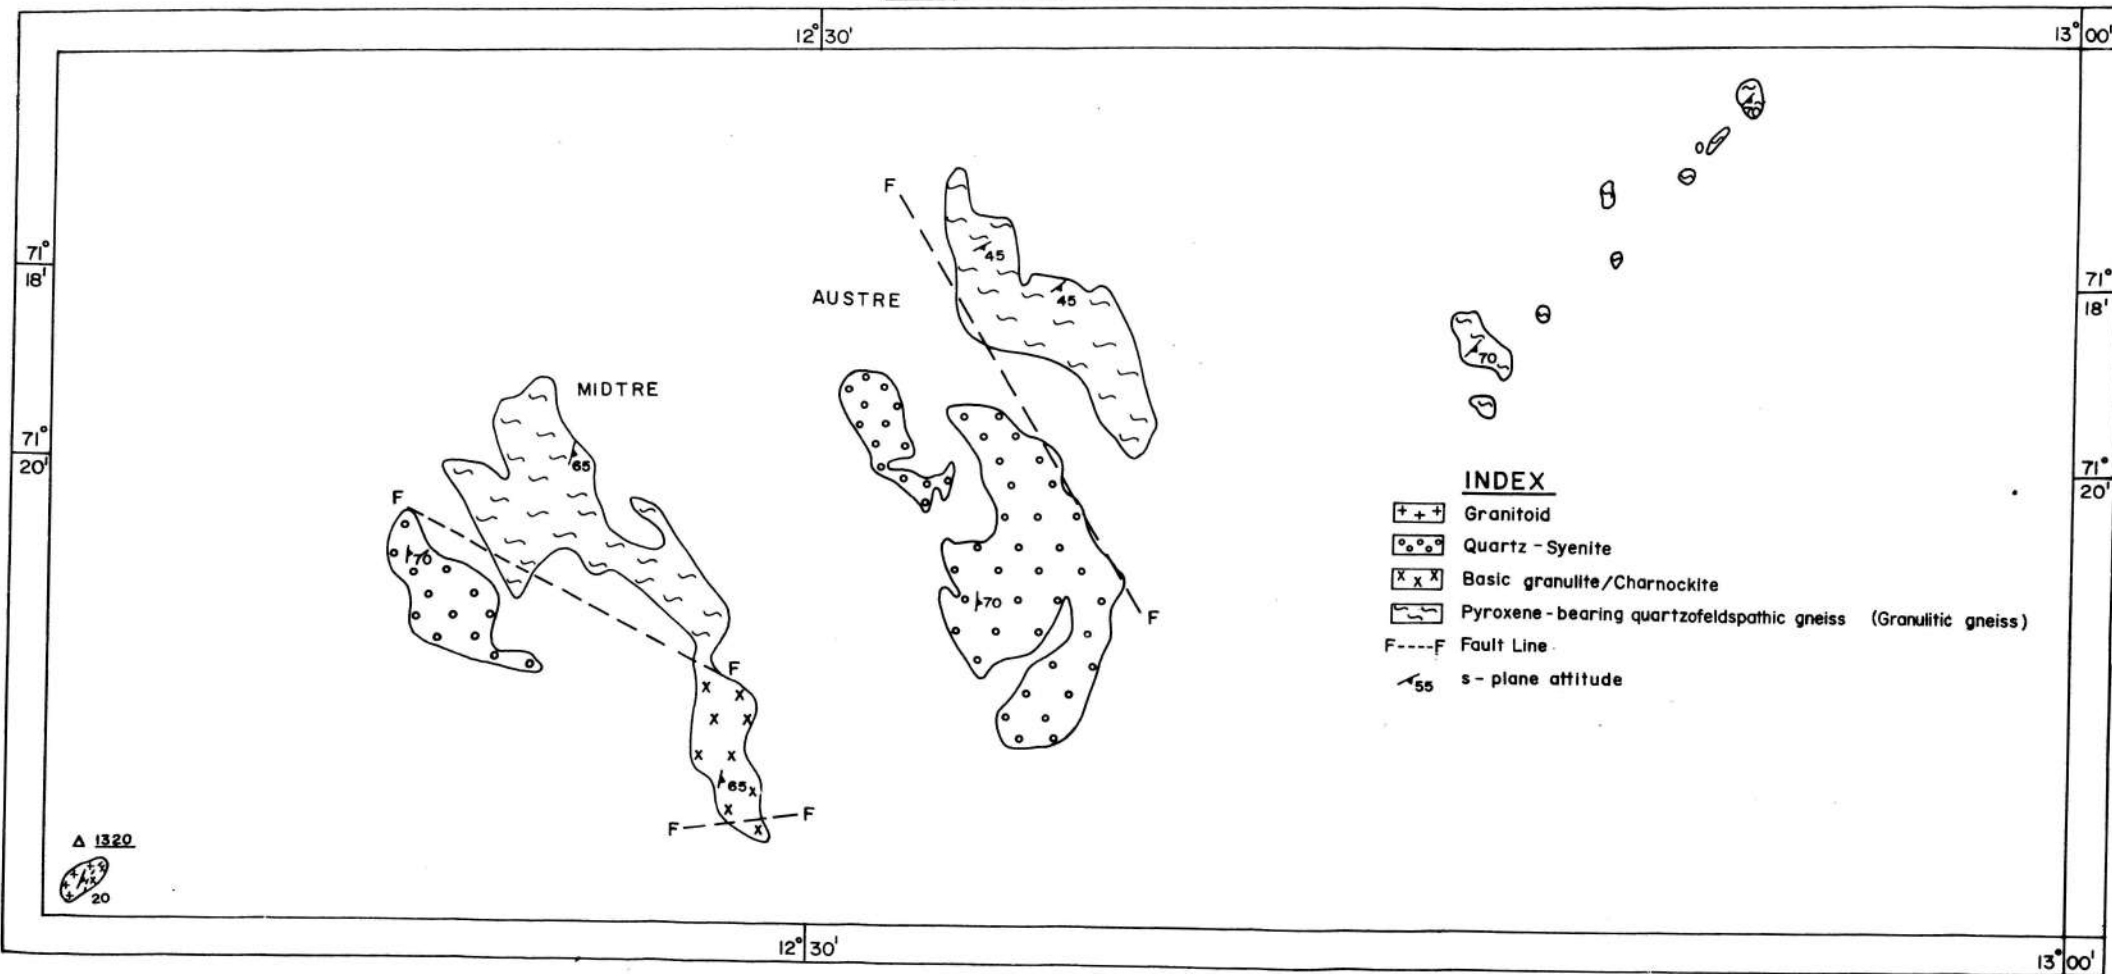 12° 30'
13° 00'
F
71° 18'
45
AUSTRE
45
71° 18'
MIDTRE
70
71° 20'
65
F
71° 20'
INDEX
+ + + Granitoid
Quartz - Syenite
x x x Basic granulite/Charnockite
Pyroxene - bearing quartzofeldspathic gneiss (Granulitic gneiss)
F----F Fault Line
55 s - plane attitude
70
70
F
F
65
F F
△ 1320
20
12° 30'
13° 00'